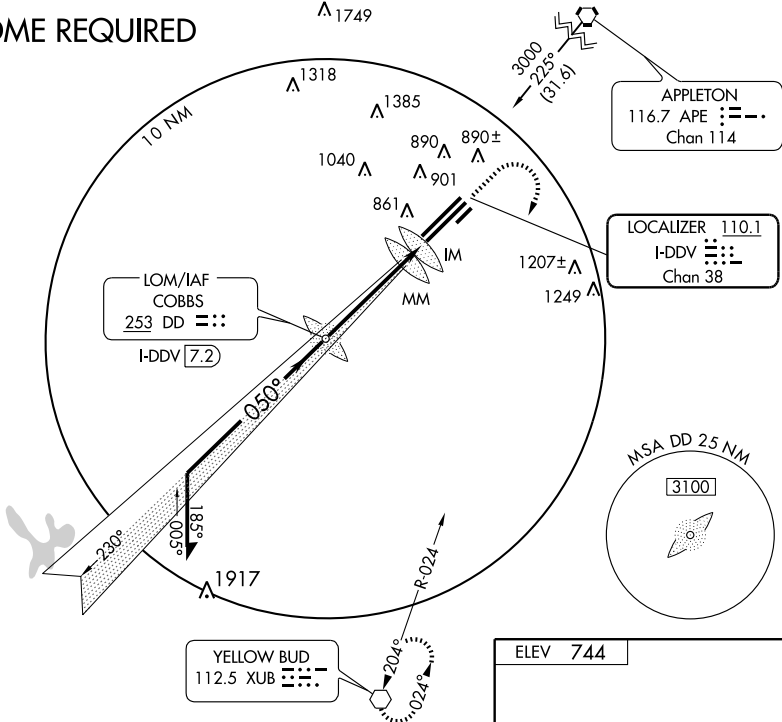 OME REQUIRED
1749
1318
1385
10 NM
3000
225°
(31.6)
APPLETON
116.7 APE
Chan 114
890
890±
1040
901
861
LOCALIZER 110.1
I-DDV
Chan 38
IM
MM
1207±
1249
LOM/IAF
COBBS
253 DD
I-DDV 7.2
050°
MSA DD 25 NM
3100
185°
005°
230°
1917
R-024
204°
024°
YELLOW BUD
112.5 XUB
ELEV 744